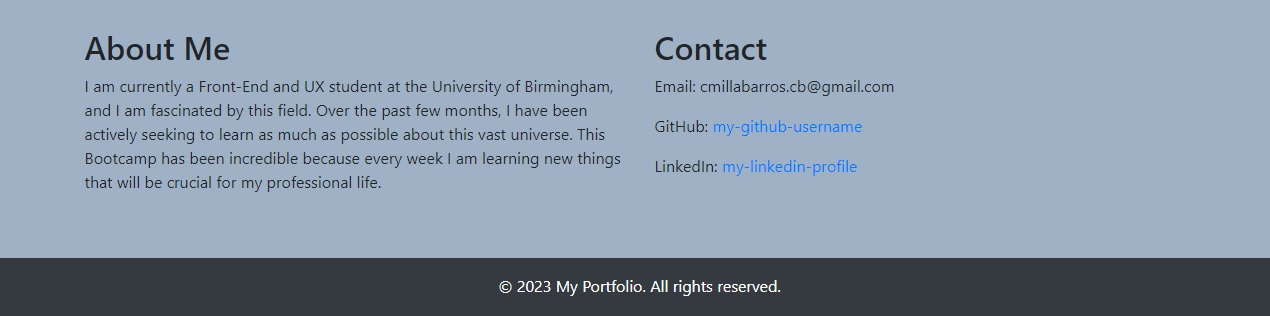 About Me
I am currently a Front-End and UX student at the University of Birmingham,
and I am fascinated by this field. Over the past few months, I have been
actively seeking to learn as much as possible about this vast universe. This
Bootcamp has been incredible because every week I am learning new things
that will be crucial for my professional life.
Contact
Email: cmillabarros.cb@gmail.com
GitHub: my-github-username
LinkedIn: my-linkedin-profile
© 2023 My Portfolio. All rights reserved.